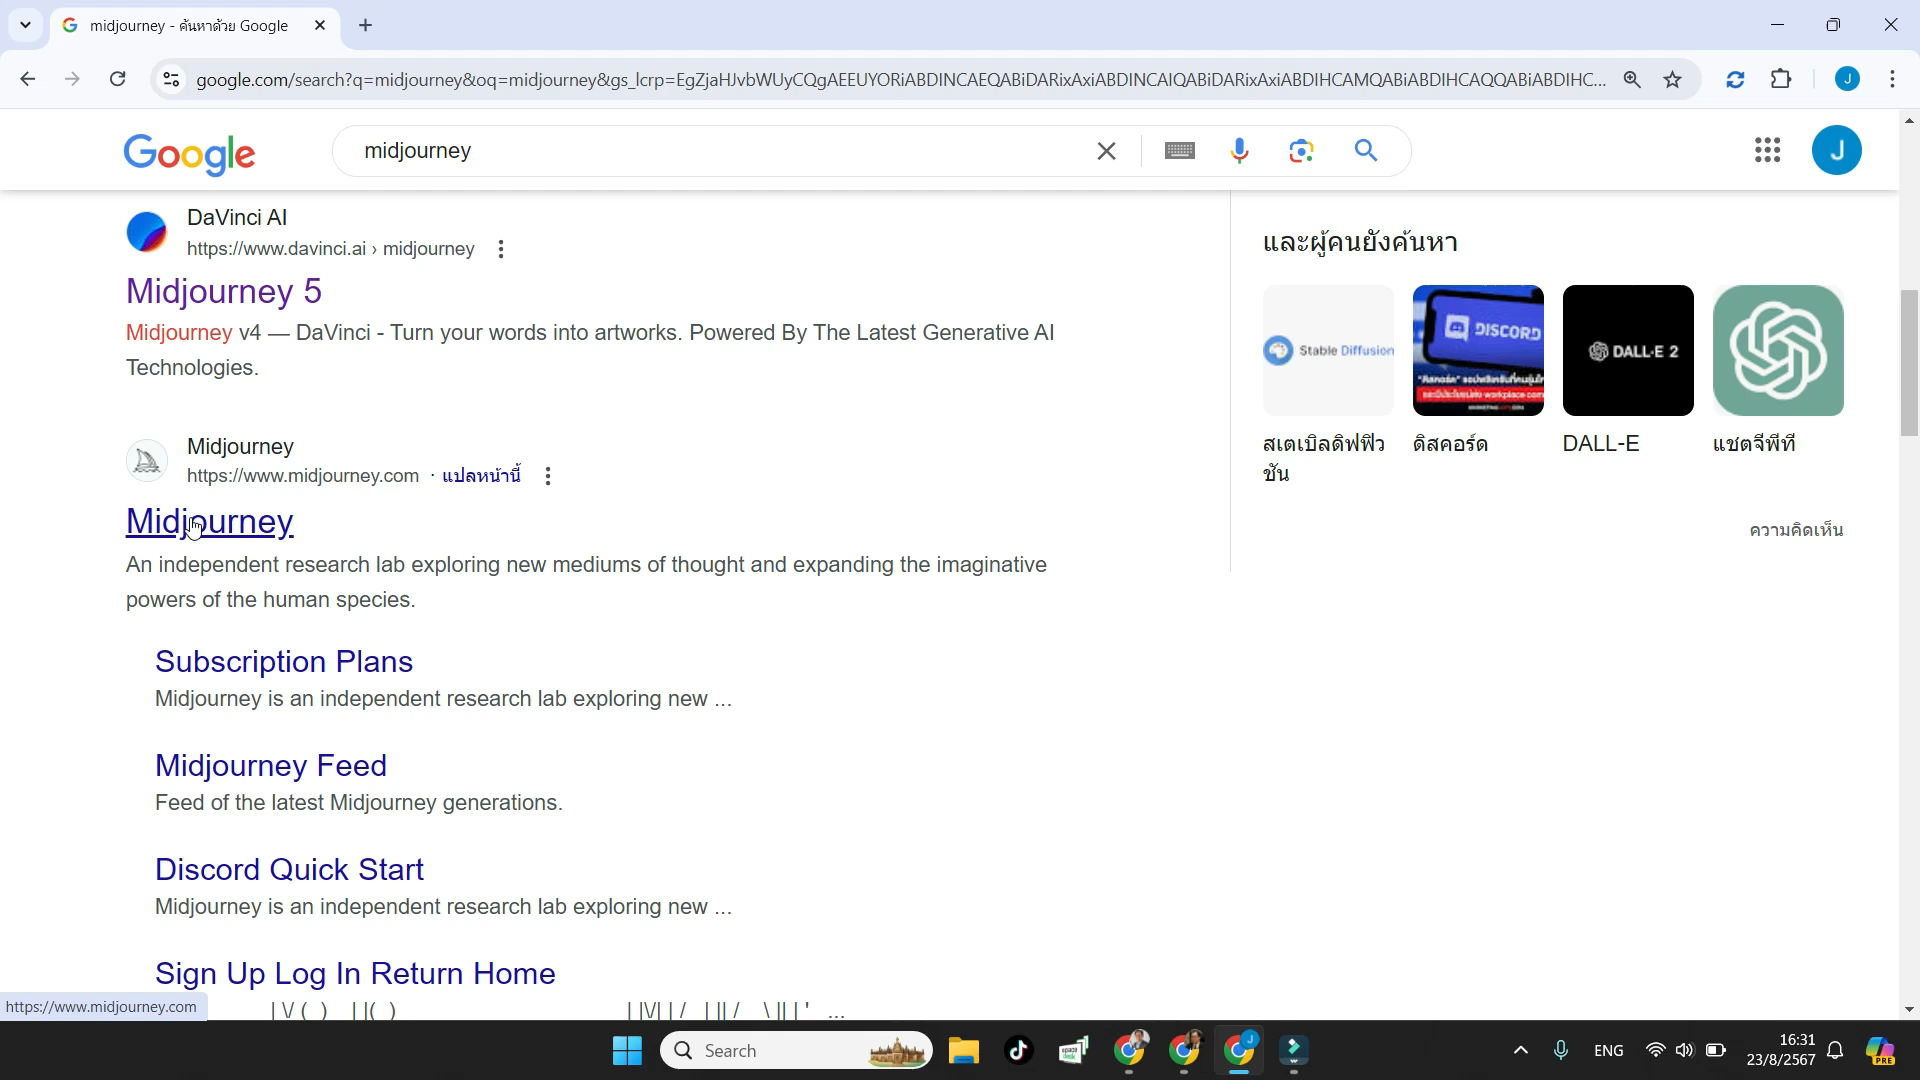 midjourney - ค้นหาด้วย Google
google.com/search?q=midjourney&oq=midjourney&gs_lcrp=EgZjaHJvbWUyCQgAEEUYORiABDINCAEQABiDARixAxiABDINCAIQABiDARixAxiABDIHCAMQABiABDIHCAQQABiABDIHC...
J
Google
midjourney
J
DaVinci AI
https://www.davinci.ai › midjourney
Midjourney 5
Midjourney v4 — DaVinci - Turn your words into artworks. Powered By The Latest Generative AI
Technologies.
Midjourney
https://www.midjourney.com · แปลหน้านี้
Midjourney
An independent research lab exploring new mediums of thought and expanding the imaginative
powers of the human species.
Subscription Plans
Midjourney is an independent research lab exploring new ...
Midjourney Feed
Feed of the latest Midjourney generations.
Discord Quick Start
Midjourney is an independent research lab exploring new ...
Sign Up Log In Return Home
และผู้คนยังค้นหา
Stable Diffusion
DISCORD
DALL·E 2
สเตเบิลดิฟฟิว
ชัน
ดิสคอร์ด
DALL-E
แชตจีพีที
ความคิดเห็น
https://www.midjourney.com
Search
ENG
16:31
23/8/2567
PRE